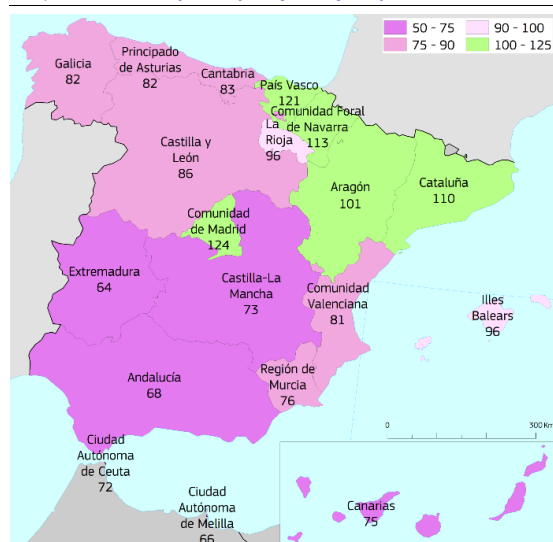 50 - 75
75 - 90
90 - 100
100 - 125
Galicia
82
Principado
de Asturias
82
Cantabria
83
País Vasco
121
Comunidad Foral
de Navarra
113
La
Rioja
96
Castilla y
León
86
Aragón
101
Cataluña
110
Comunidad
de Madrid
124
Extremadura
64
Castilla-La
Mancha
73
Comunidad
Valenciana
81
Illes
Balears
96
Andalucía
68
Región de
Murcia
76
Ciudad
Autónoma
de Ceuta
72
Ciudad
Autónoma
de Melilla
66
0
300 Km
Canarias
75